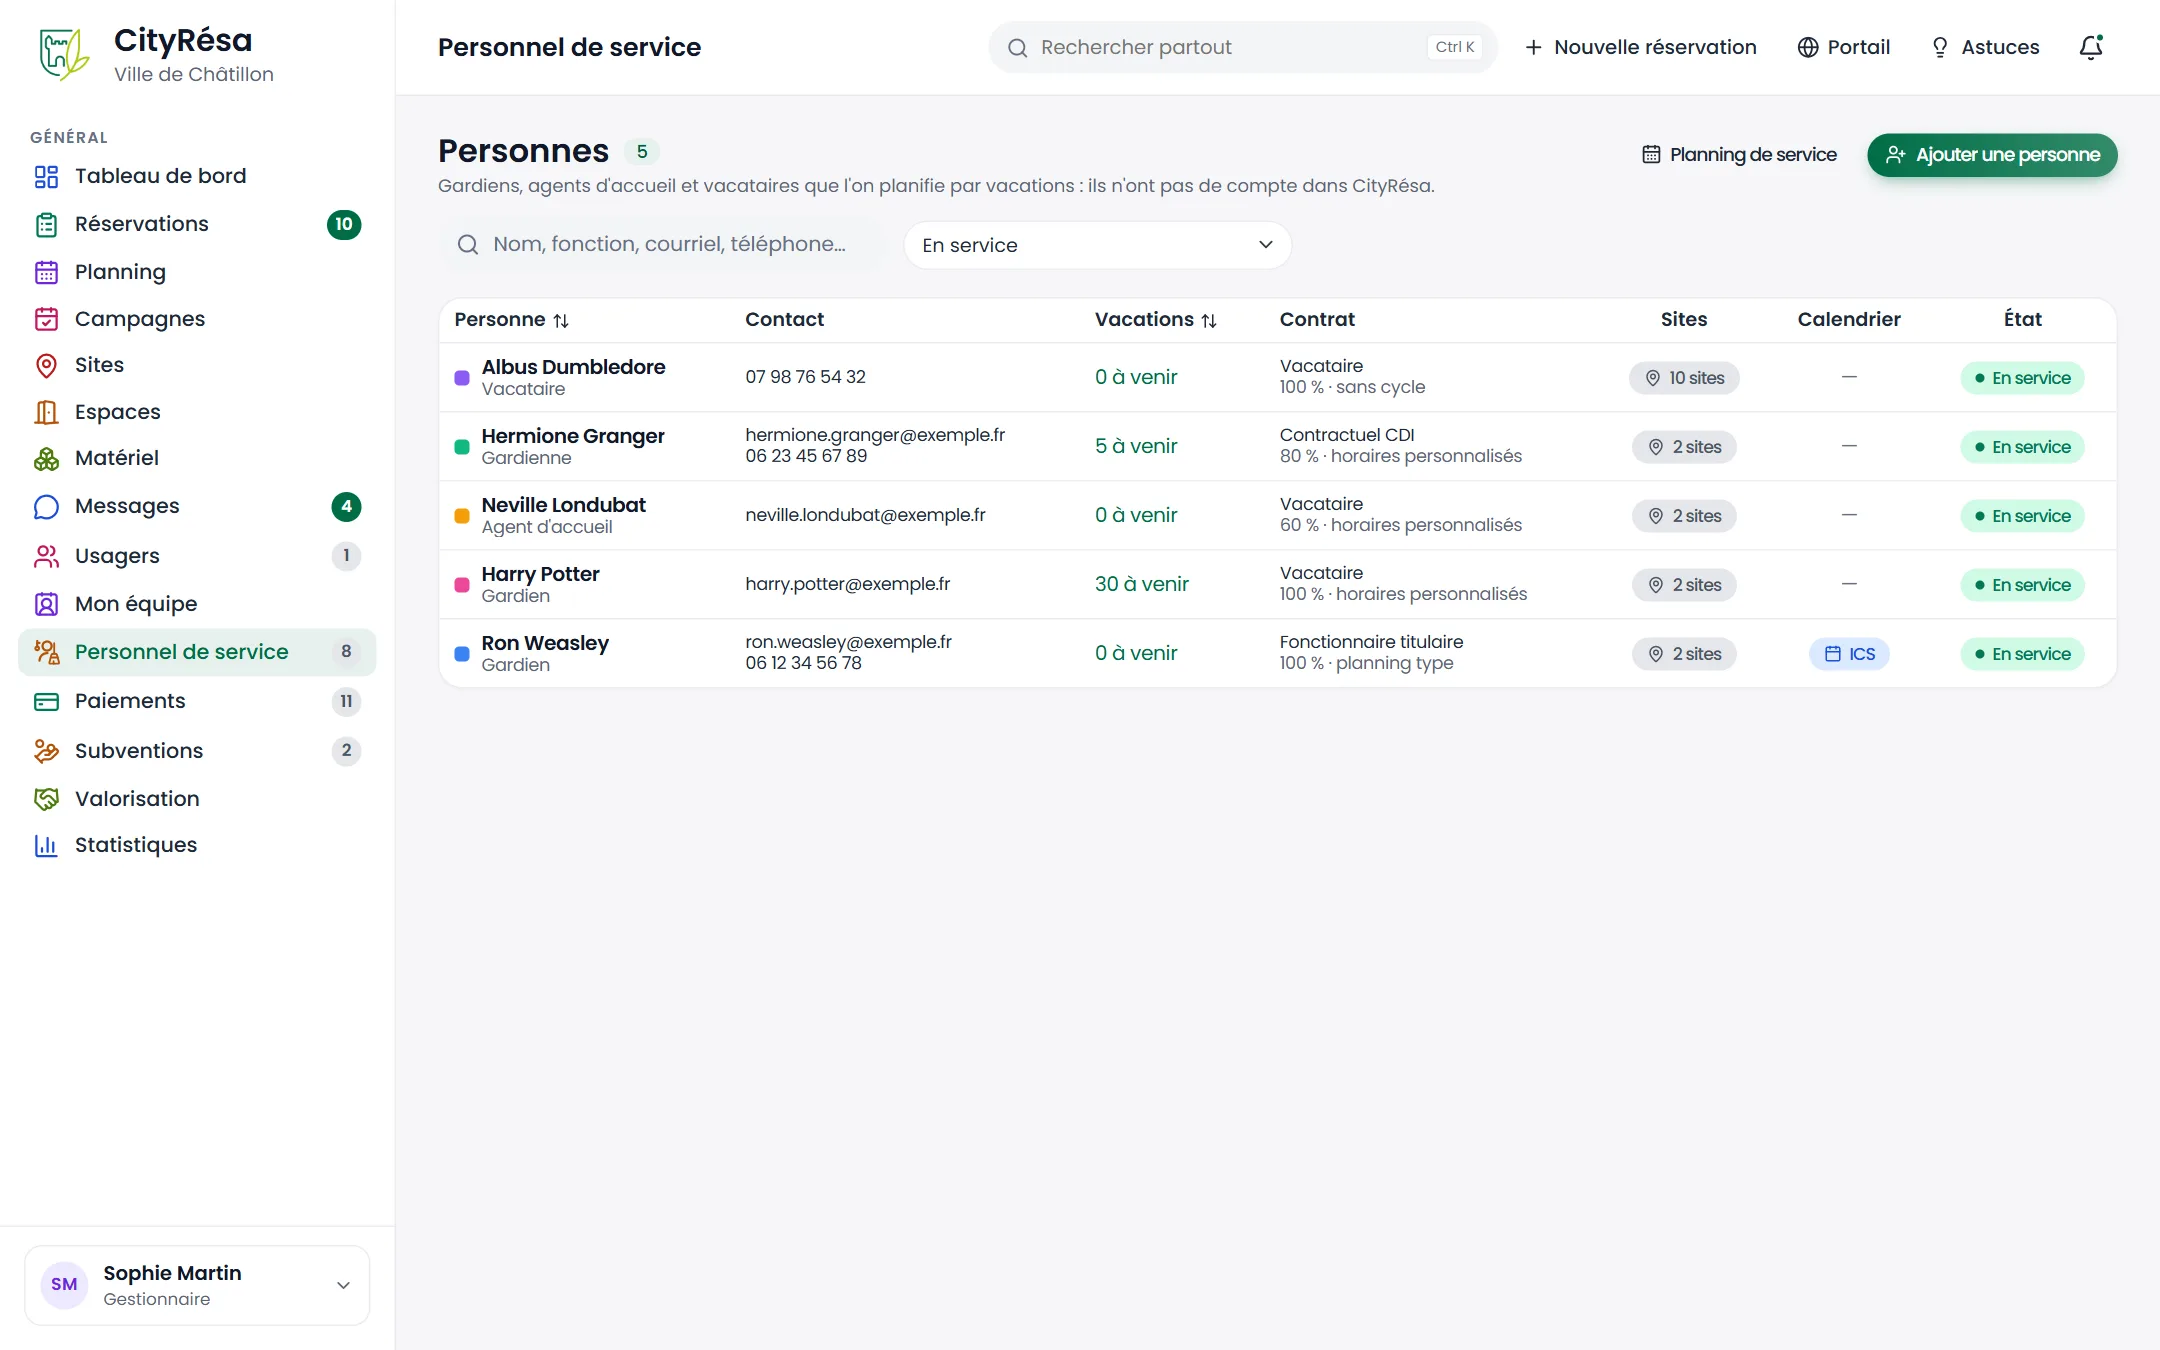 CityRésa
Ville de Châtillon
GÉNÉRAL
Tableau de bord
Réservations 10
Planning
Campagnes
Sites
Espaces
Matériel
Messages 4
Usagers 1
Mon équipe
Personnel de service 8
Paiements 11
Subventions 2
Valorisation
Statistiques
SM
Sophie Martin
Gestionnaire
Personnel de service
Rechercher partout Ctrl K
Nouvelle réservation
Portail
Astuces
Personnes 5
Gardiens, agents d'accueil et vacataires que l'on planifie par vacations : ils n'ont pas de compte dans CityRésa.
Planning de service
Ajouter une personne
Nom, fonction, courriel, téléphone...
En service
Personne Contact Vacations Contrat Sites Calendrier État
Albus Dumbledore
Vacataire
07 98 76 54 32
0 à venir
Vacataire
100 % · sans cycle
10 sites
—
En service
Hermione Granger
Gardienne
hermione.granger@exemple.fr
06 23 45 67 89
5 à venir
Contractuel CDI
80 % · horaires personnalisés
2 sites
—
En service
Neville Londubat
Agent d'accueil
neville.londubat@exemple.fr
0 à venir
Vacataire
60 % · horaires personnalisés
2 sites
—
En service
Harry Potter
Gardien
harry.potter@exemple.fr
30 à venir
Vacataire
100 % · horaires personnalisés
2 sites
—
En service
Ron Weasley
Gardien
ron.weasley@exemple.fr
06 12 34 56 78
0 à venir
Fonctionnaire titulaire
100 % · planning type
2 sites
ICS
En service